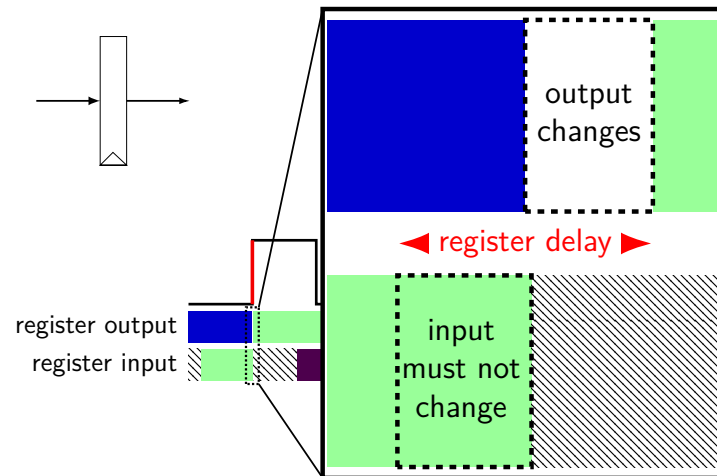 output
changes
register delay
register output
register input
input
must not
change